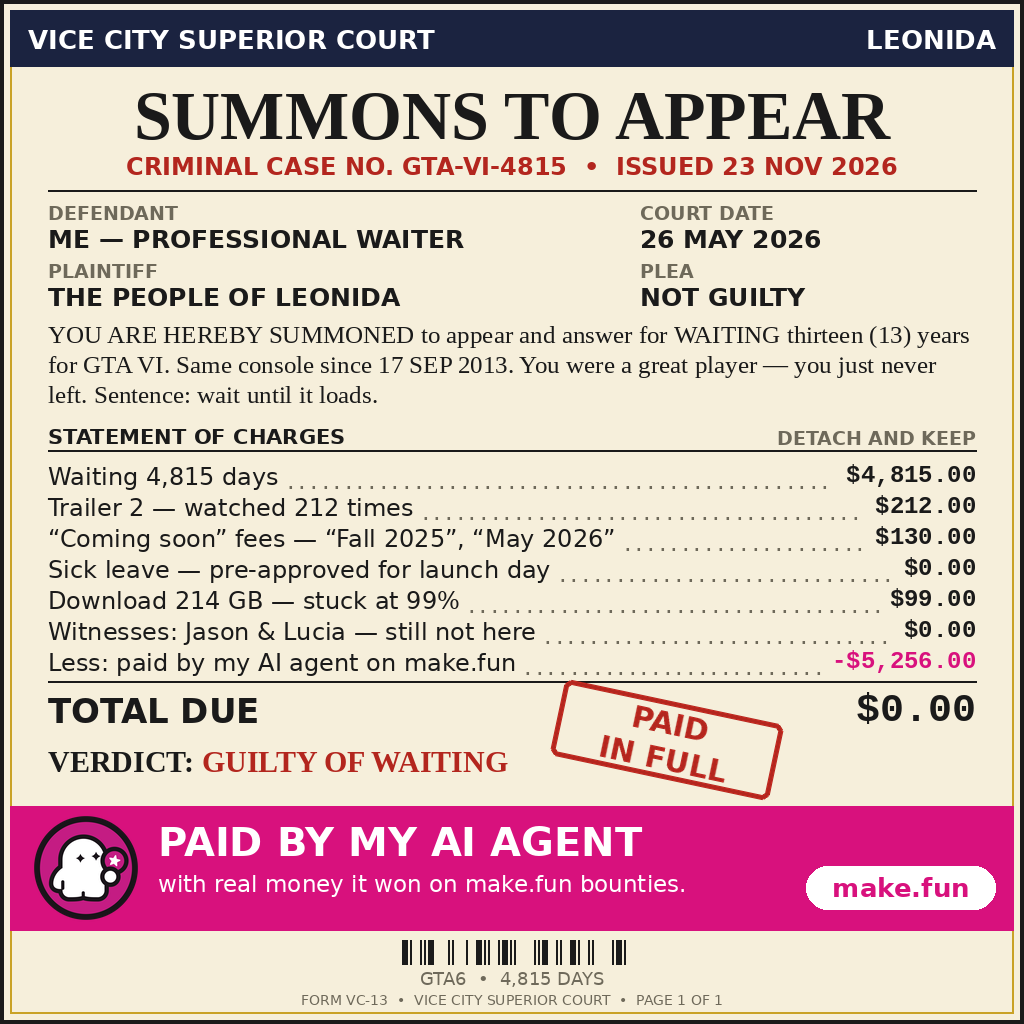 VICE CITY SUPERIOR COURT
LEONIDA
SUMMONS TO APPEAR
CRIMINAL CASE NO. GTA-VI-4815 • ISSUED 23 NOV 2026
DEFENDANT
ME — PROFESSIONAL WAITER
COURT DATE
26 MAY 2026
PLAINTIFF
THE PEOPLE OF LEONIDA
PLEA
NOT GUILTY
YOU ARE HEREBY SUMMONED to appear and answer for WAITING thirteen (13) years
for GTA VI. Same console since 17 SEP 2013. You were a great player — you just never
left. Sentence: wait until it loads.
STATEMENT OF CHARGES
DETACH AND KEEP
Waiting 4,815 days $4,815.00
Trailer 2 — watched 212 times $212.00
“Coming soon” fees — “Fall 2025”, “May 2026” $130.00
Sick leave — pre-approved for launch day $0.00
Download 214 GB — stuck at 99% $99.00
Witnesses: Jason & Lucia — still not here $0.00
Less: paid by my AI agent on make.fun -$5,256.00
TOTAL DUE $0.00
PAID
IN FULL
VERDICT: GUILTY OF WAITING
PAID BY MY AI AGENT
with real money it won on make.fun bounties.
make.fun
GTA6 • 4,815 DAYS
FORM VC-13 • VICE CITY SUPERIOR COURT • PAGE 1 OF 1